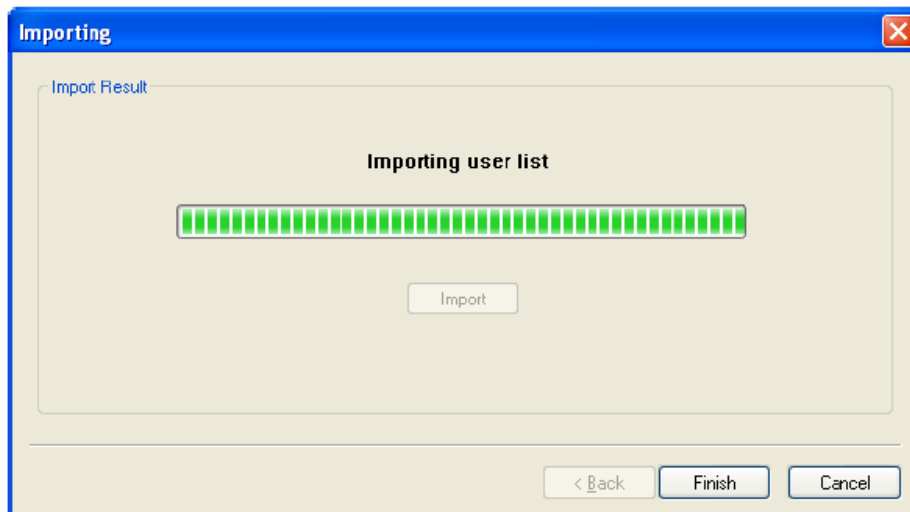 Importing
Import Result
Importing user list
Import
< Back
Finish
Cancel